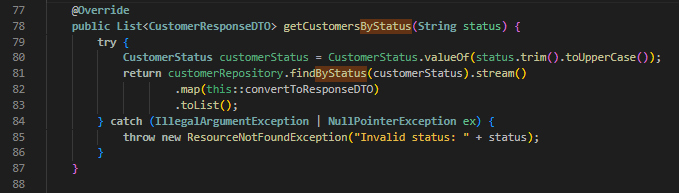 77 @Override
78 public List<CustomerResponseDTO> getCustomersByStatus(String status) {
79 try {
80 CustomerStatus customerStatus = CustomerStatus.valueOf(status.trim().toUpperCase());
81 return customerRepository.findByStatus(customerStatus).stream()
82 .map(this::convertToResponseDTO)
83 .toList();
84 } catch (IllegalArgumentException | NullPointerException ex) {
85 throw new ResourceNotFoundException("Invalid status: " + status);
86 }
87 }
88